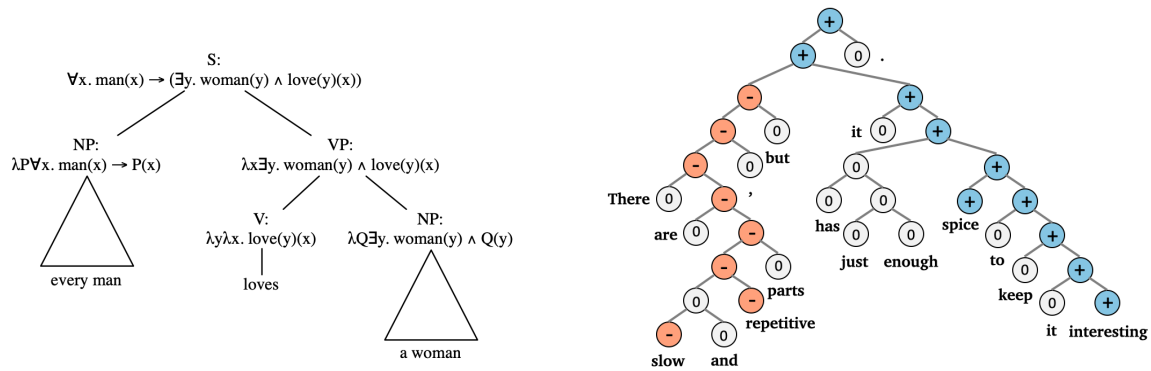 S:
∀x. man(x) → (∃y. woman(y) ∧ love(y)(x))
NP:
λP∀x. man(x) → P(x)
every man
VP:
λx∃y. woman(y) ∧ love(y)(x)
V:
λyλx. love(y)(x)
loves
NP:
λQ∃y. woman(y) ∧ Q(y)
a woman
+
+ 0 .
- +
- 0 but it 0 +
- 0 , 0 +
There 0 - has 0 0 spice + +
are 0 - just 0 enough 0 to 0 +
- 0 parts keep 0 +
0 - repetitive it 0 interesting +
slow - and 0